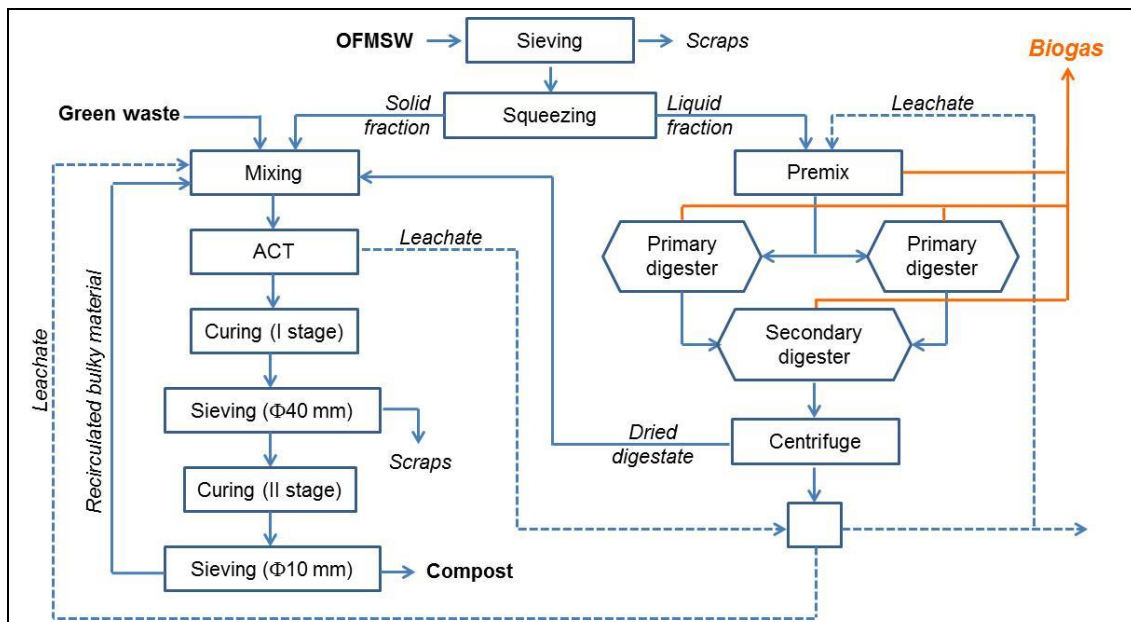 OFMSW
Sieving
Scraps
Biogas
Green waste
Solid
fraction
Squeezing
Liquid
fraction
Leachate
Mixing
Premix
ACT
Leachate
Primary
digester
Primary
digester
Curing (I stage)
Secondary
digester
Leachate
Recirculated bulky material
Sieving (Φ40 mm)
Scraps
Dried
digestate
Centrifuge
Curing (II stage)
Sieving (Φ10 mm)
Compost